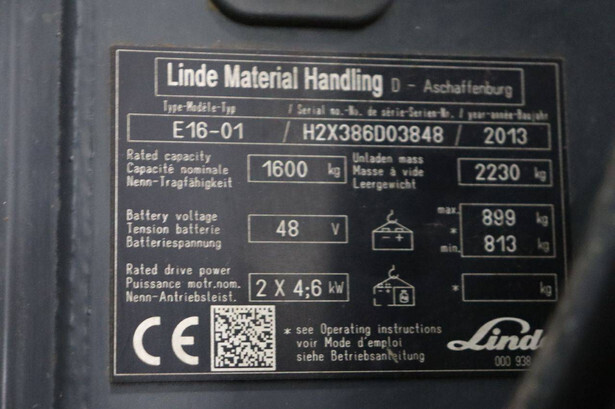 Linde Material Handling D - Aschaffenburg
Type-Modèle-Typ / Serial no.-No. de série-Serien-Nr. / year-année-Baujahr
E16-01 / H2X386D03848 / 2013
Rated capacity
Capacité nominale
Nenn-Tragfähigkeit
1600 kg
Unladen mass
Masse à vide
Leergewicht
2230 kg
Battery voltage
Tension batterie
Batteriespannung
48 V
max. 899 kg
*
min. 813 kg
Rated drive power
Puissance motr.nom.
Nenn-Antriebsleist.
2 X 4;6 kW
* kg
CE
* see Operating instructions
voir Mode d'emploi
siehe Betriebsanleitung
Linde
000 938